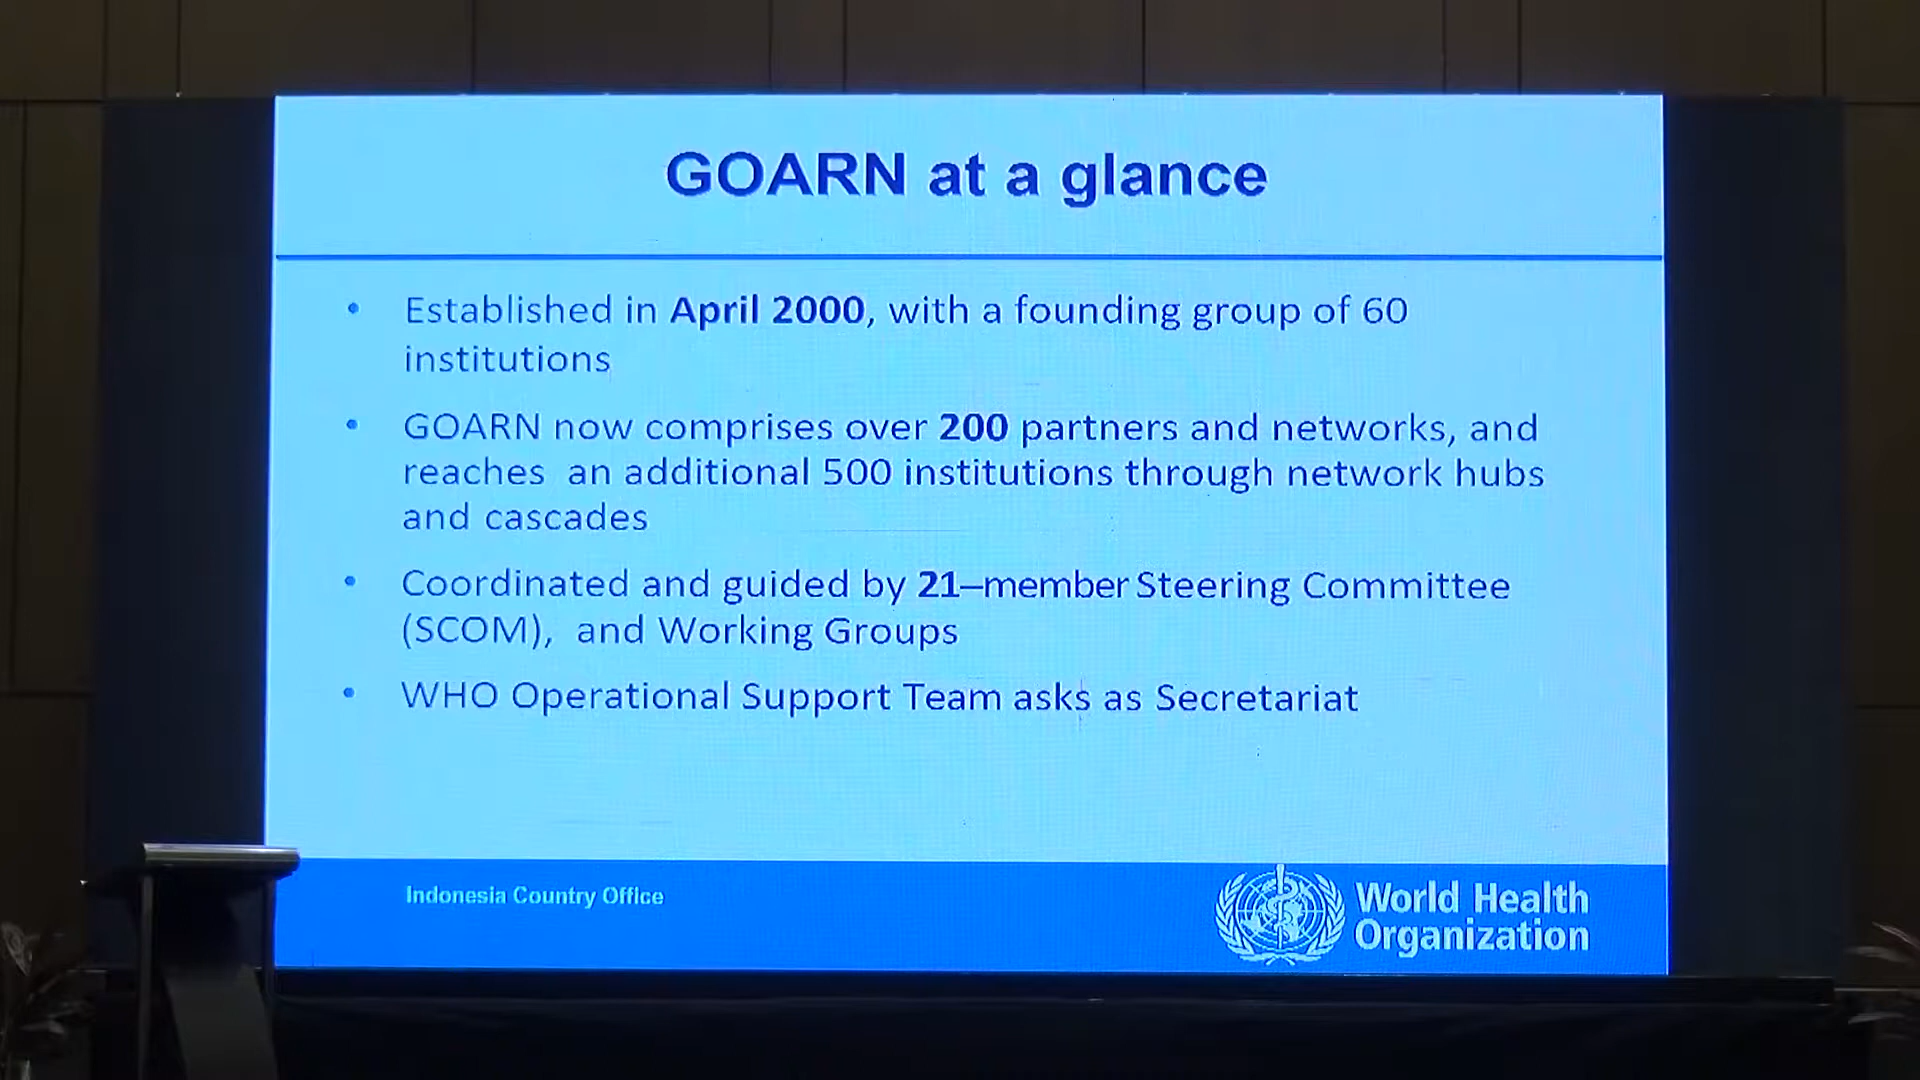 GOARN at a glance
• Established in April 2000, with a founding group of 60
institutions
• GOARN now comprises over 200 partners and networks, and
reaches an additional 500 institutions through network hubs
and cascades
• Coordinated and guided by 21–member Steering Committee
(SCOM), and Working Groups
• WHO Operational Support Team asks as Secretariat
Indonesia Country Office
World Health
Organization